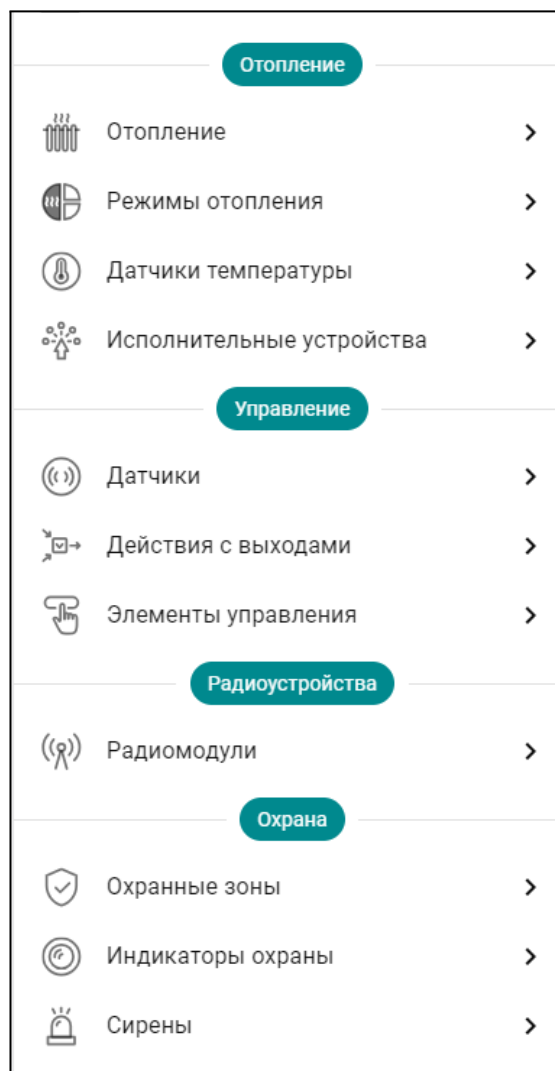 Отопление
Отопление
Режимы отопления
Датчики температуры
Исполнительные устройства
Управление
Датчики
Действия с выходами
Элементы управления
Радиоустройства
Радиомодули
Охрана
Охранные зоны
Индикаторы охраны
Сирены